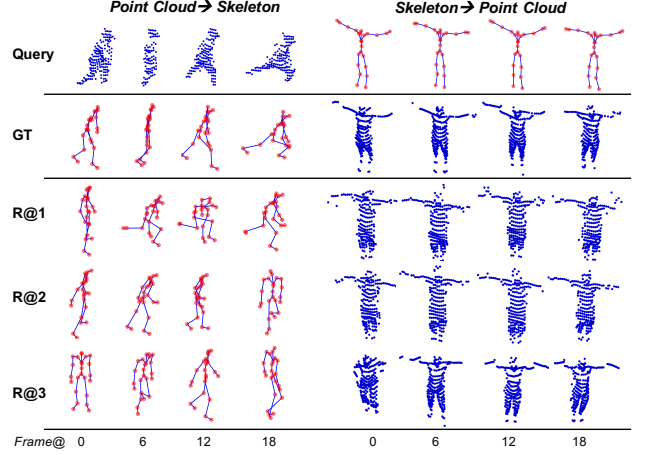 Point Cloud→ Skeleton Skeleton→ Point Cloud
Query
GT
R@1
R@2
R@3
Frame@ 0 6 12 18 0 6 12 18